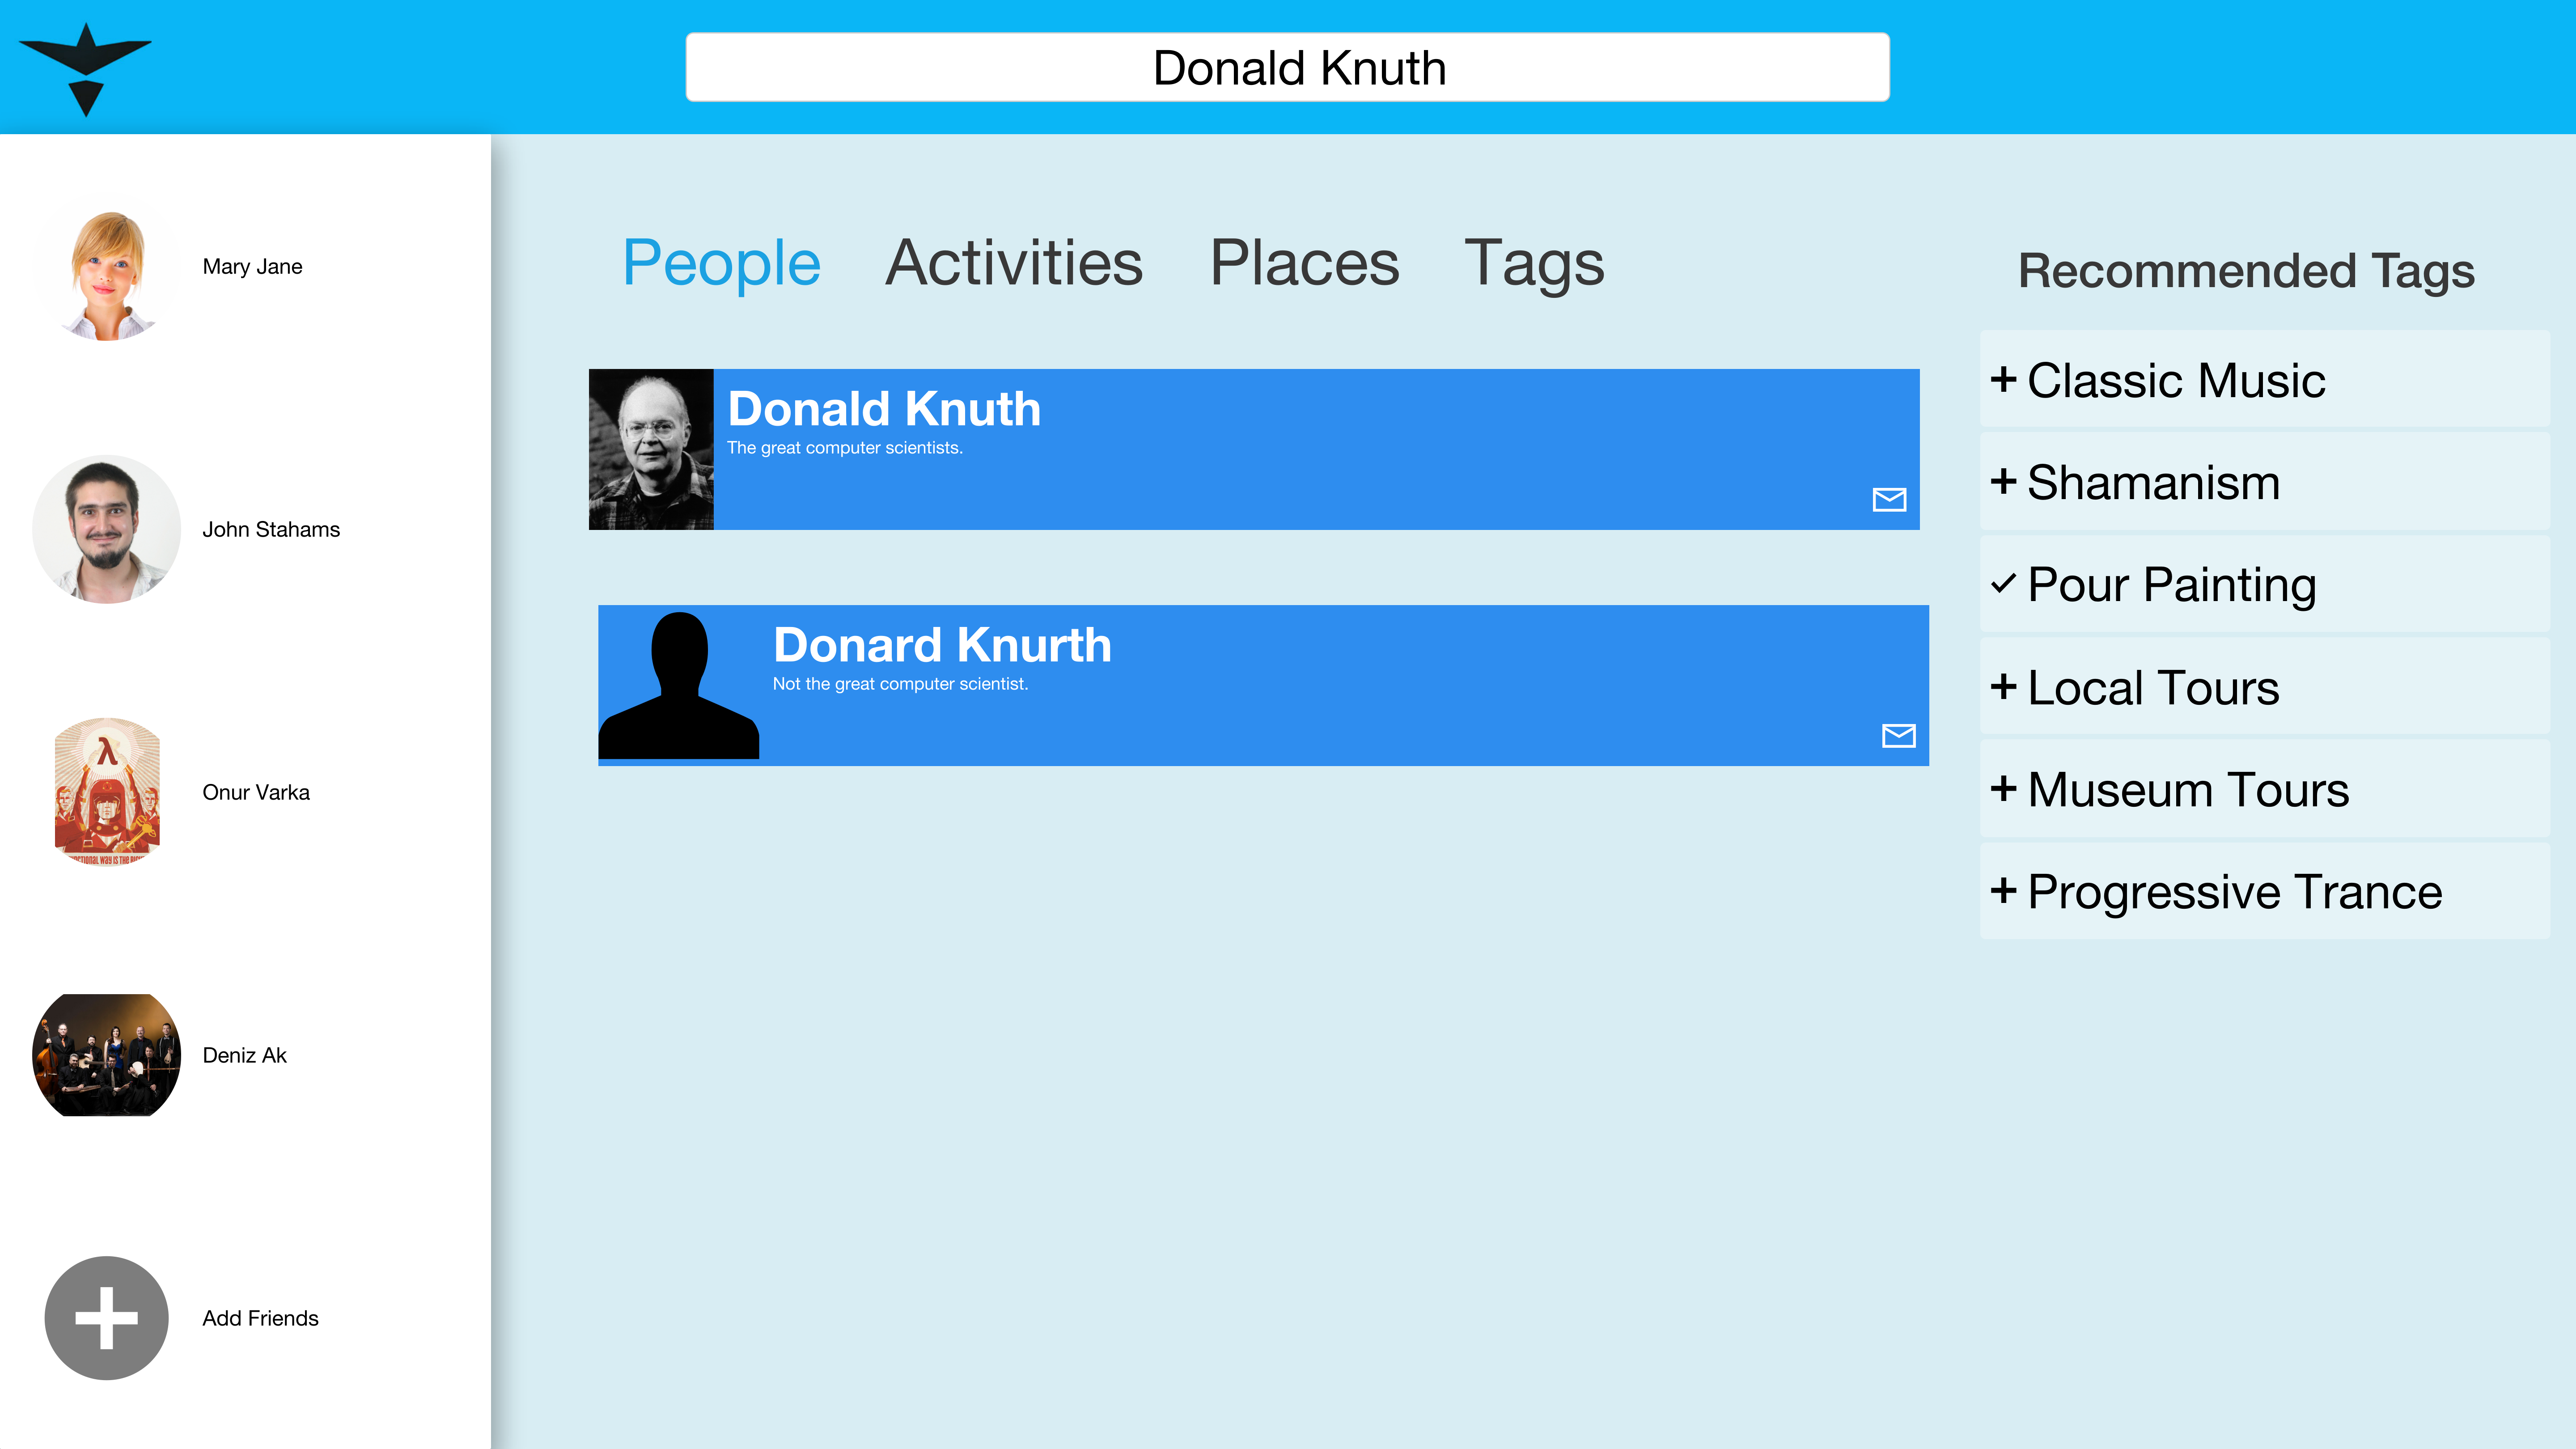 Donald Knuth
Mary Jane
John Stahams
Onur Varka
Deniz Ak
Add Friends
People Activities Places Tags
Donald Knuth
The great computer scientists.
Donard Knurth
Not the great computer scientist.
Recommended Tags
+ Classic Music
+ Shamanism
✓ Pour Painting
+ Local Tours
+ Museum Tours
+ Progressive Trance
λ